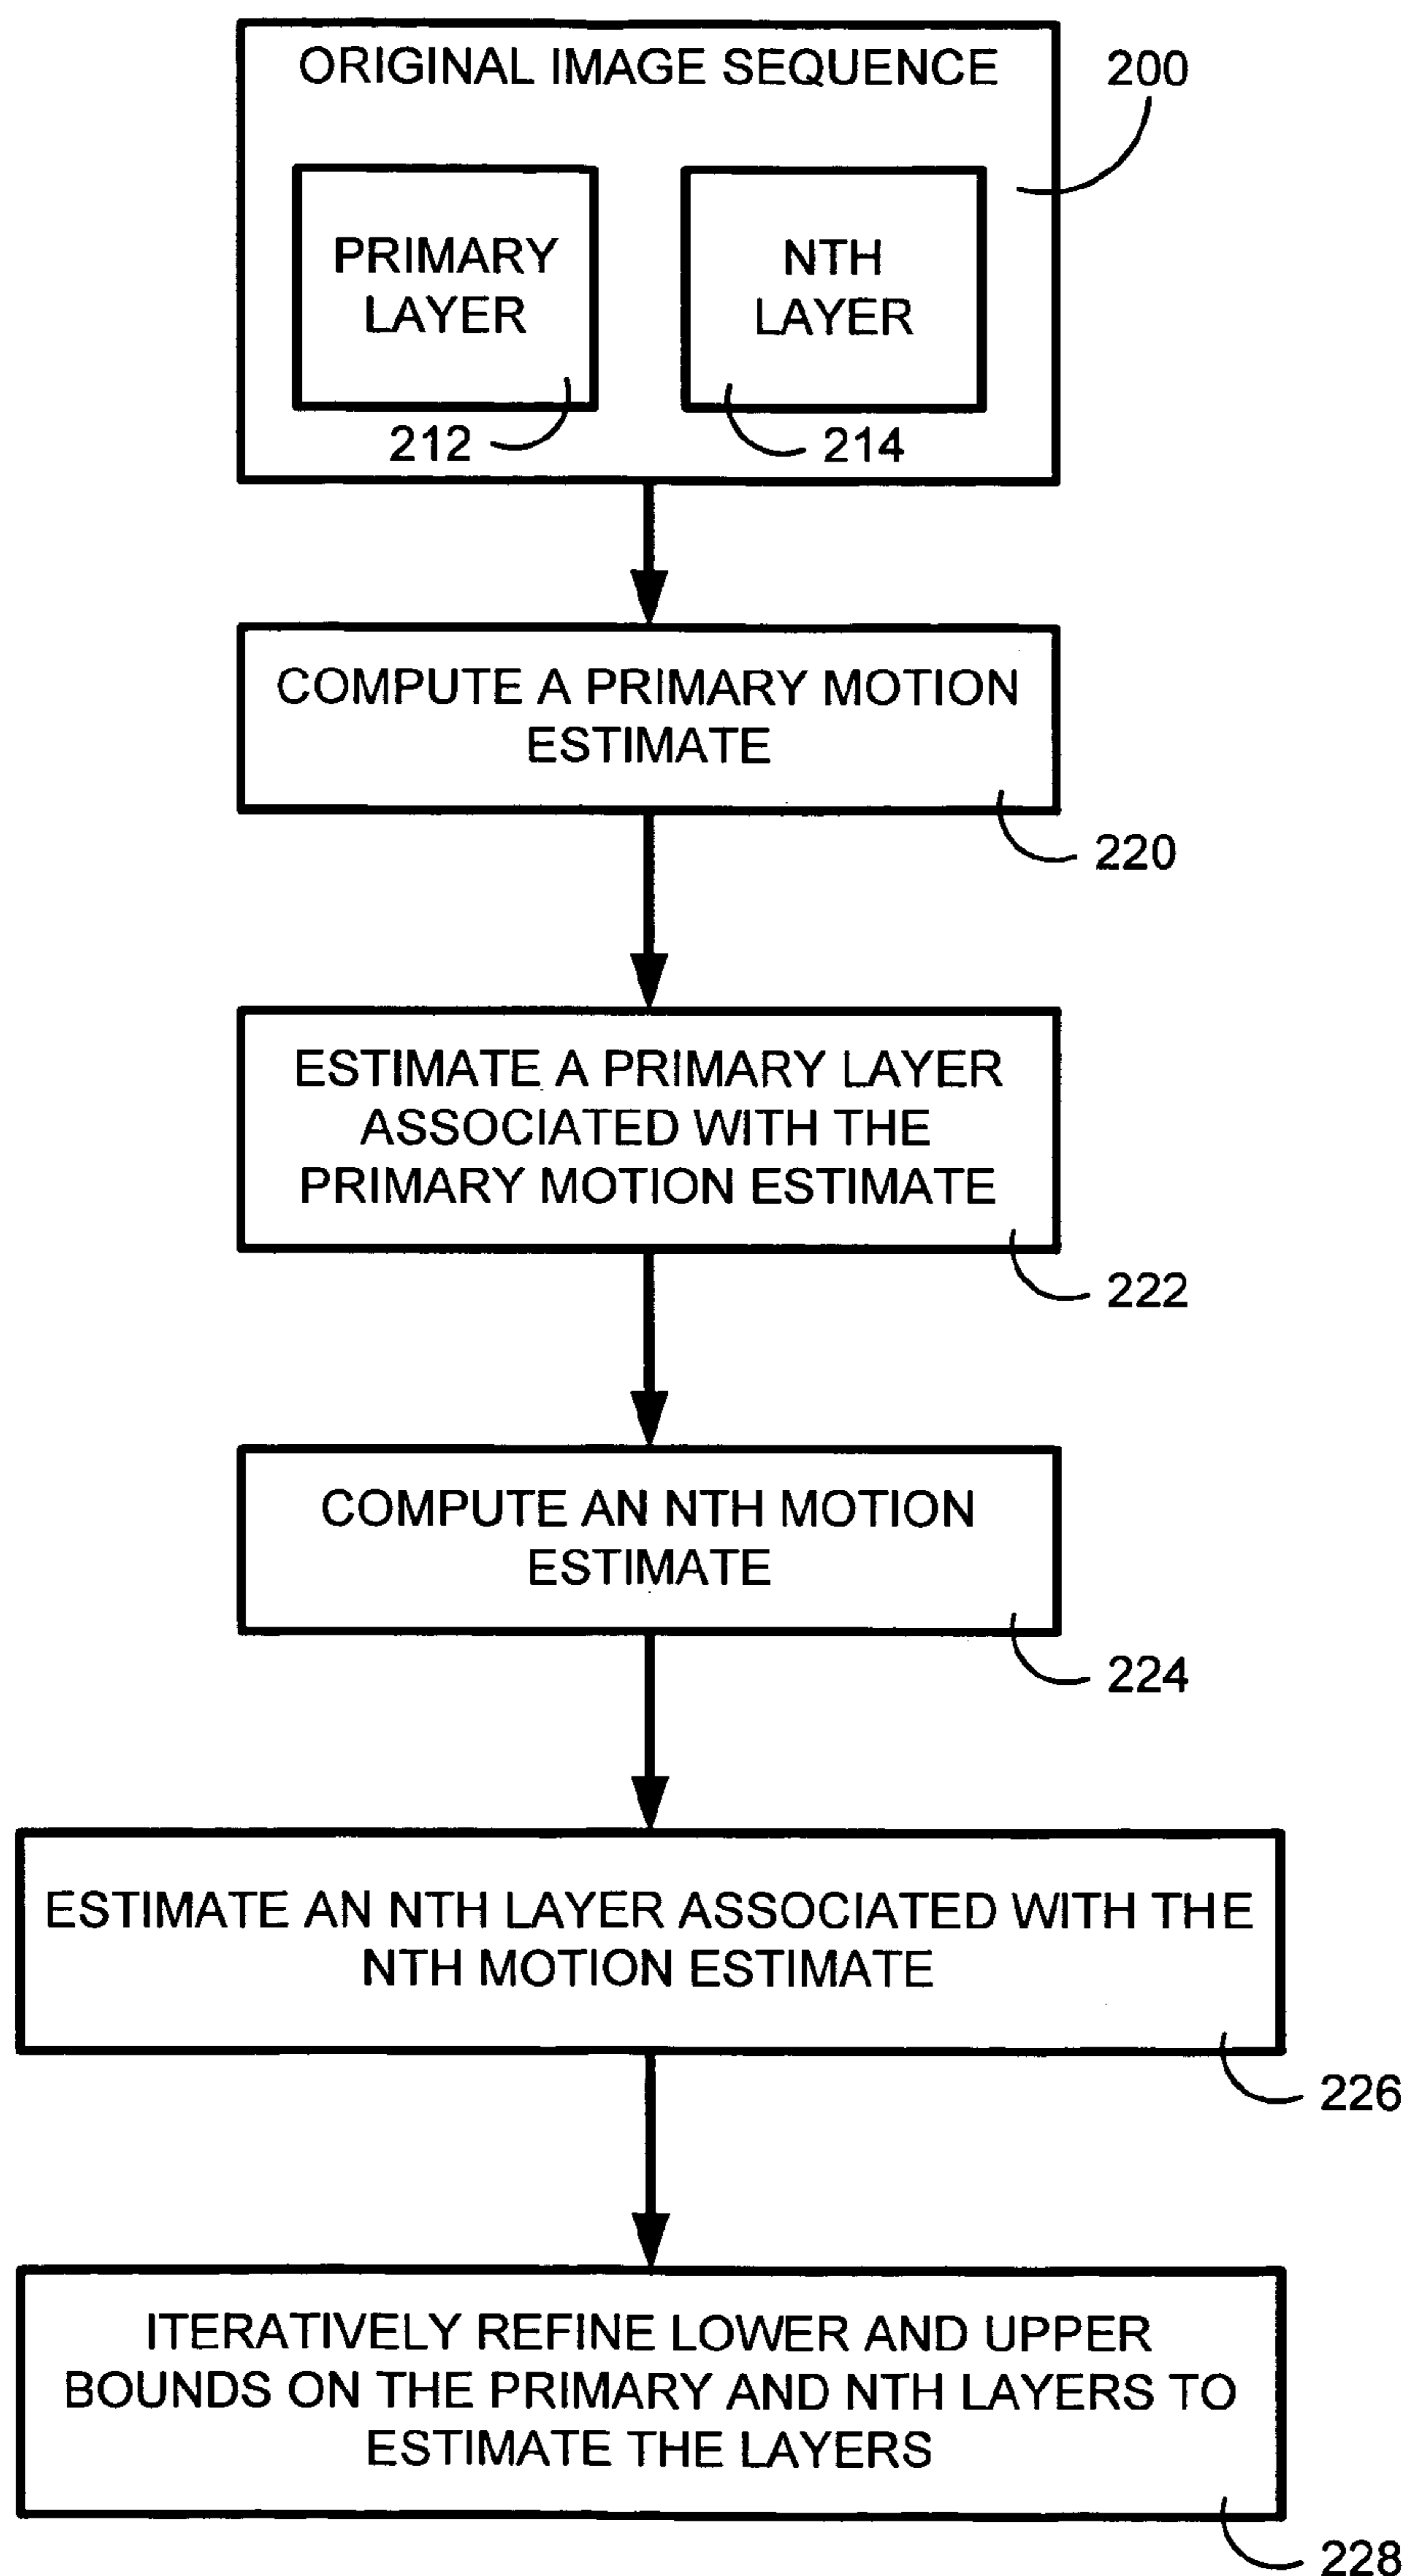 ORIGINAL IMAGE SEQUENCE
200
PRIMARY
LAYER
NTH
LAYER
212
214
COMPUTE A PRIMARY MOTION
ESTIMATE
220
ESTIMATE A PRIMARY LAYER
ASSOCIATED WITH THE
PRIMARY MOTION ESTIMATE
222
COMPUTE AN NTH MOTION
ESTIMATE
224
ESTIMATE AN NTH LAYER ASSOCIATED WITH THE
NTH MOTION ESTIMATE
226
ITERATIVELY REFINE LOWER AND UPPER
BOUNDS ON THE PRIMARY AND NTH LAYERS TO
ESTIMATE THE LAYERS
228